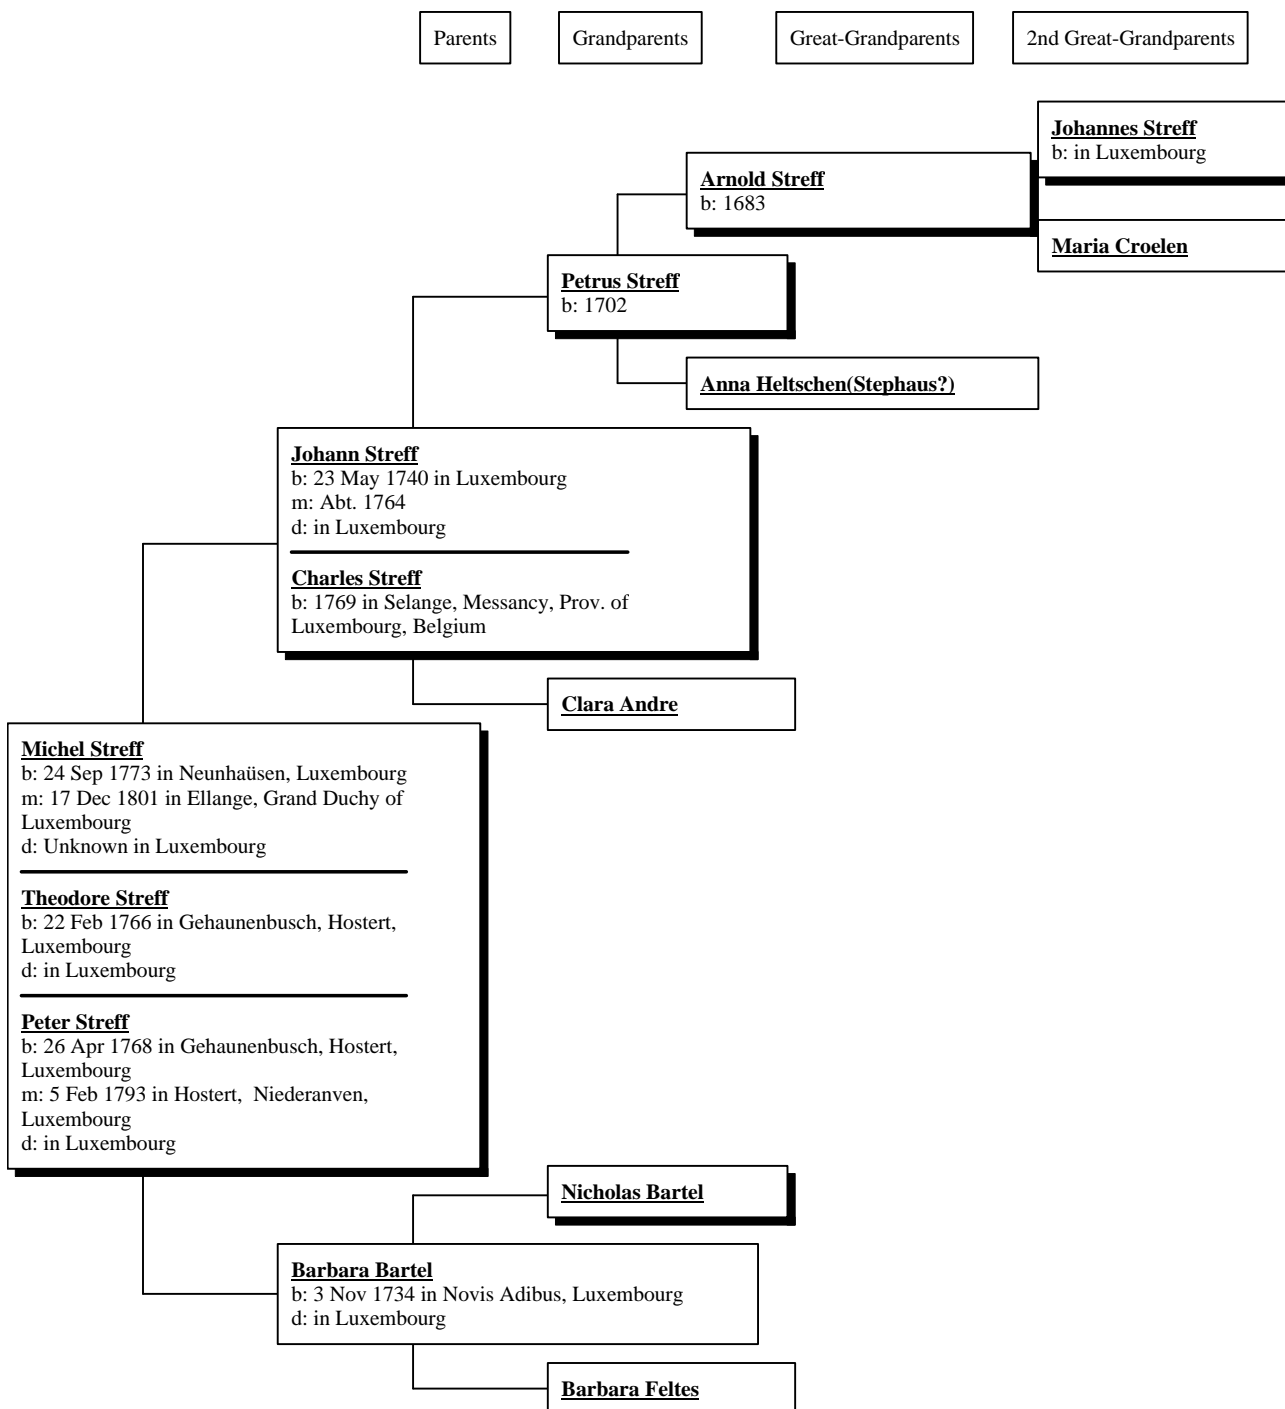 Parents
Grandparents
Great-Grandparents
2nd Great-Grandparents
Johannes Streff
b: in Luxembourg
Arnold Streff
b: 1683
Maria Croelen
Petrus Streff
b: 1702
Anna Heltschen(Stephaus?)
Johann Streff
b: 23 May 1740 in Luxembourg
m: Abt. 1764
d: in Luxembourg
Charles Streff
b: 1769 in Selange, Messancy, Prov. of
Luxembourg, Belgium
Clara Andre
Michel Streff
b: 24 Sep 1773 in Neunhaüsen, Luxembourg
m: 17 Dec 1801 in Ellange, Grand Duchy of
Luxembourg
d: Unknown in Luxembourg
Theodore Streff
b: 22 Feb 1766 in Gehaunenbusch, Hostert,
Luxembourg
d: in Luxembourg
Peter Streff
b: 26 Apr 1768 in Gehaunenbusch, Hostert,
Luxembourg
m: 5 Feb 1793 in Hostert,  Niederanven,
Luxembourg
d: in Luxembourg
Nicholas Bartel
Barbara Bartel
b: 3 Nov 1734 in Novis Adibus, Luxembourg
d: in Luxembourg
Barbara Feltes